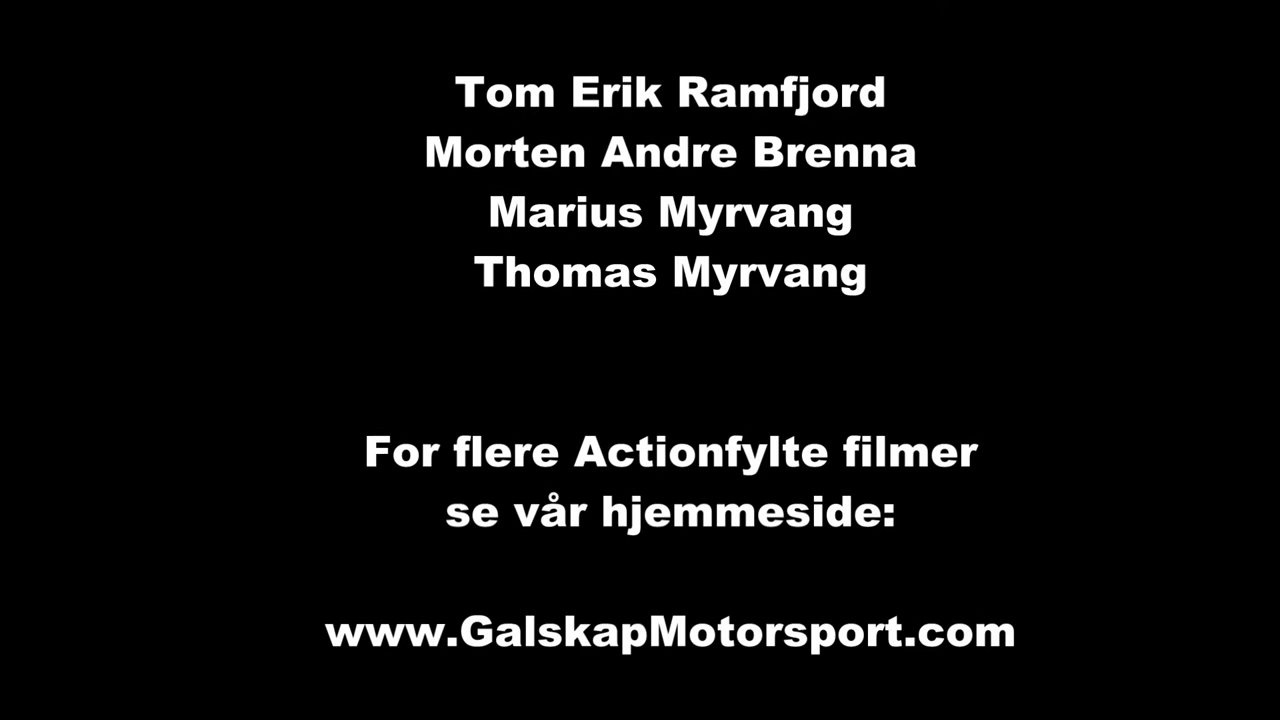 Tom Erik Ramfjord
Morten Andre Brenna
Marius Myrvang
Thomas Myrvang
For flere Actionfylte filmer
se vår hjemmeside:
www.GalskapMotorsport.com